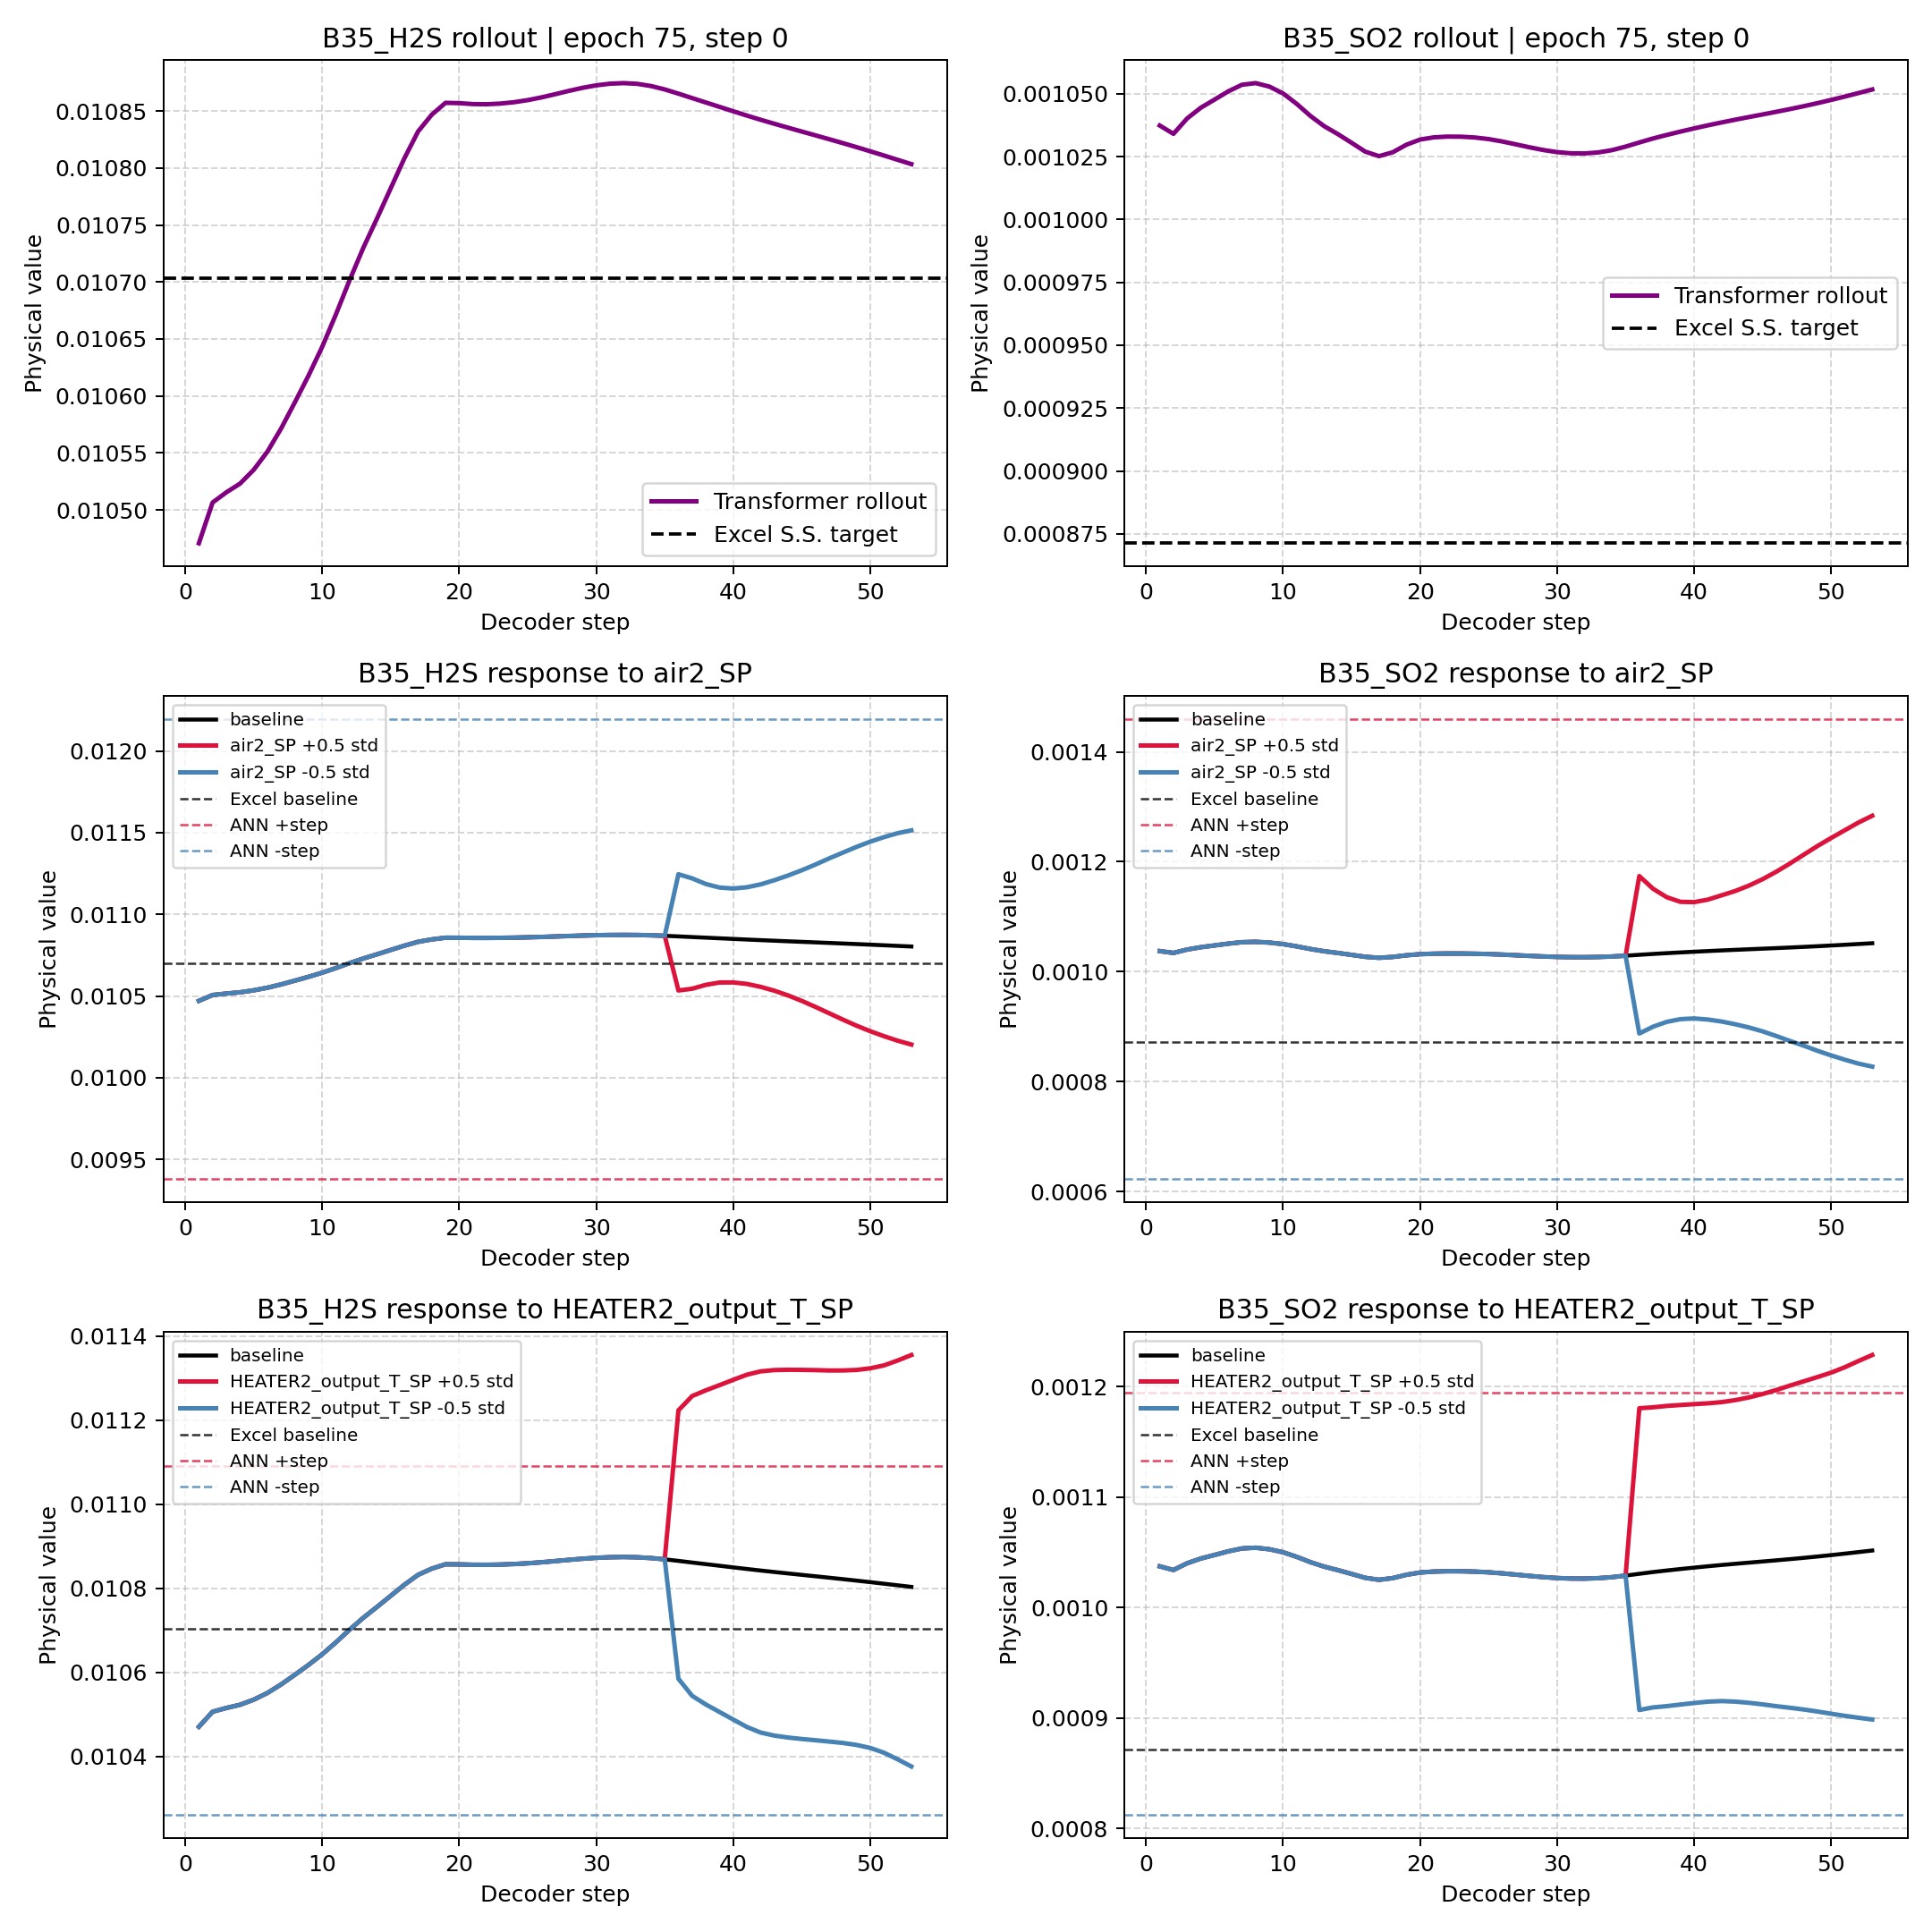 B35_H2S rollout | epoch 75, step 0
Physical value
0.01085
0.01080
0.01075
0.01070
0.01065
0.01060
0.01055
0.01050
Transformer rollout
Excel S.S. target
0 10 20 30 40 50
Decoder step
B35_SO2 rollout | epoch 75, step 0
Physical value
0.001050
0.001025
0.001000
0.000975
0.000950
0.000925
0.000900
0.000875
Transformer rollout
Excel S.S. target
0 10 20 30 40 50
Decoder step
B35_H2S response to air2_SP
Physical value
0.0120
0.0115
0.0110
0.0105
0.0100
0.0095
baseline
air2_SP +0.5 std
air2_SP -0.5 std
Excel baseline
ANN +step
ANN -step
0 10 20 30 40 50
Decoder step
B35_SO2 response to air2_SP
Physical value
0.0014
0.0012
0.0010
0.0008
0.0006
baseline
air2_SP +0.5 std
air2_SP -0.5 std
Excel baseline
ANN +step
ANN -step
0 10 20 30 40 50
Decoder step
B35_H2S response to HEATER2_output_T_SP
Physical value
0.0114
0.0112
0.0110
0.0108
0.0106
0.0104
baseline
HEATER2_output_T_SP +0.5 std
HEATER2_output_T_SP -0.5 std
Excel baseline
ANN +step
ANN -step
0 10 20 30 40 50
Decoder step
B35_SO2 response to HEATER2_output_T_SP
Physical value
0.0012
0.0011
0.0010
0.0009
0.0008
baseline
HEATER2_output_T_SP +0.5 std
HEATER2_output_T_SP -0.5 std
Excel baseline
ANN +step
ANN -step
0 10 20 30 40 50
Decoder step